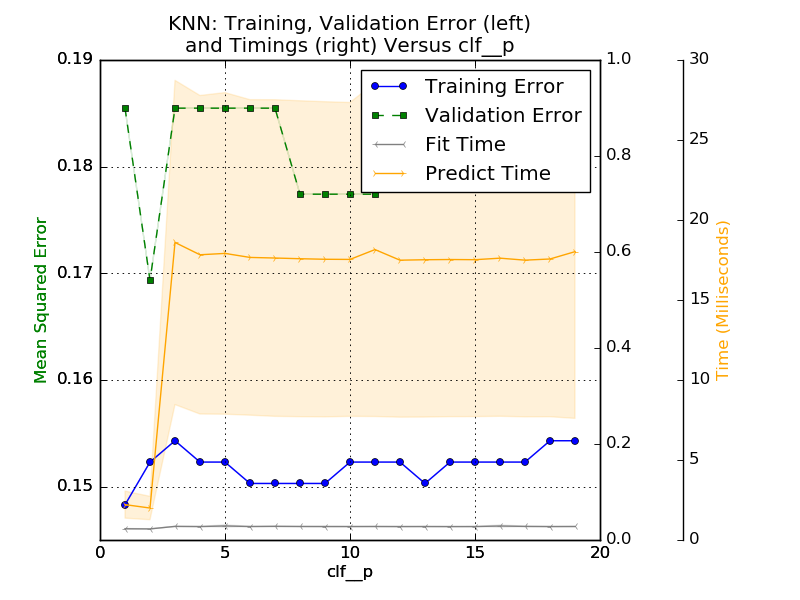 KNN: Training, Validation Error (left)
and Timings (right) Versus clf__p
Mean Squared Error
0.19
0.18
0.17
0.16
0.15
Training Error
Validation Error
Fit Time
Predict Time
1.0
0.8
0.6
0.4
0.2
0.0
30
25
20
15
10
5
0
Time (Milliseconds)
0
5
10
15
20
clf__p